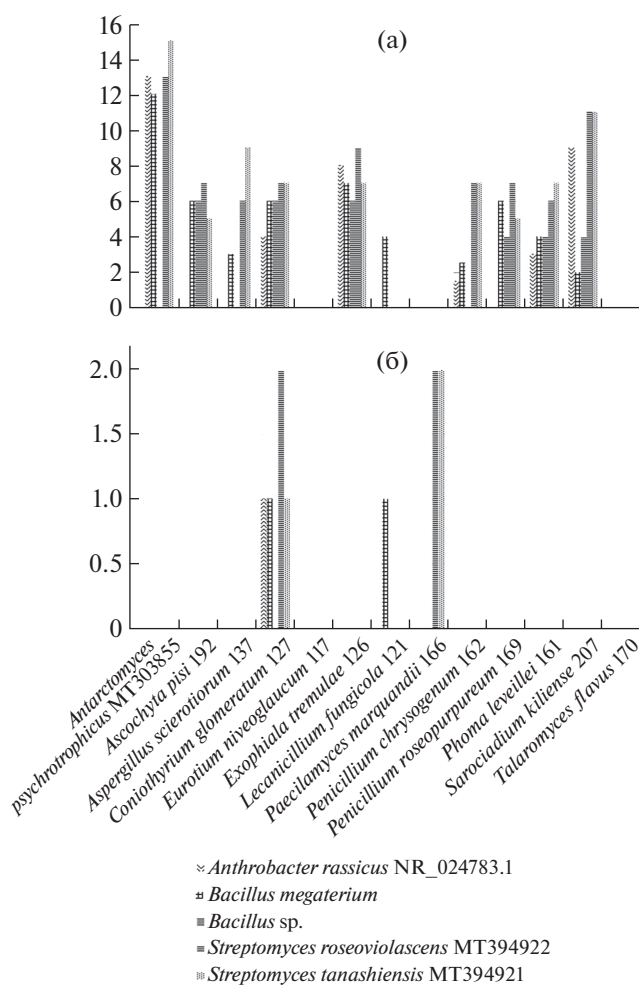 (а)
16
14
12
10
8
6
4
2
0
(б)
2.0
1.5
1.0
0.5
0
Antarctomyces
psychrotrophicus MT303855
Ascochyta pisi 192
Aspergillus sclerotiorum 137
Coniothyrium glomeratum 127
Eurotium niveoglaucum 117
Exophiala tremulae 126
Lecanicillium fungicola 121
Paecilamyces marquandii 166
Penicillium chrysogenum 162
Penicillium roseopurpureum 169
Phoma leveillei 161
Sarociadium kiliense 207
Talaromyces flavus 170
Anthrobacter rassicus NR_024783.1
Bacillus megaterium
Bacillus sp.
Streptomyces roseoviolascens MT394922
Streptomyces tanashiensis MT394921